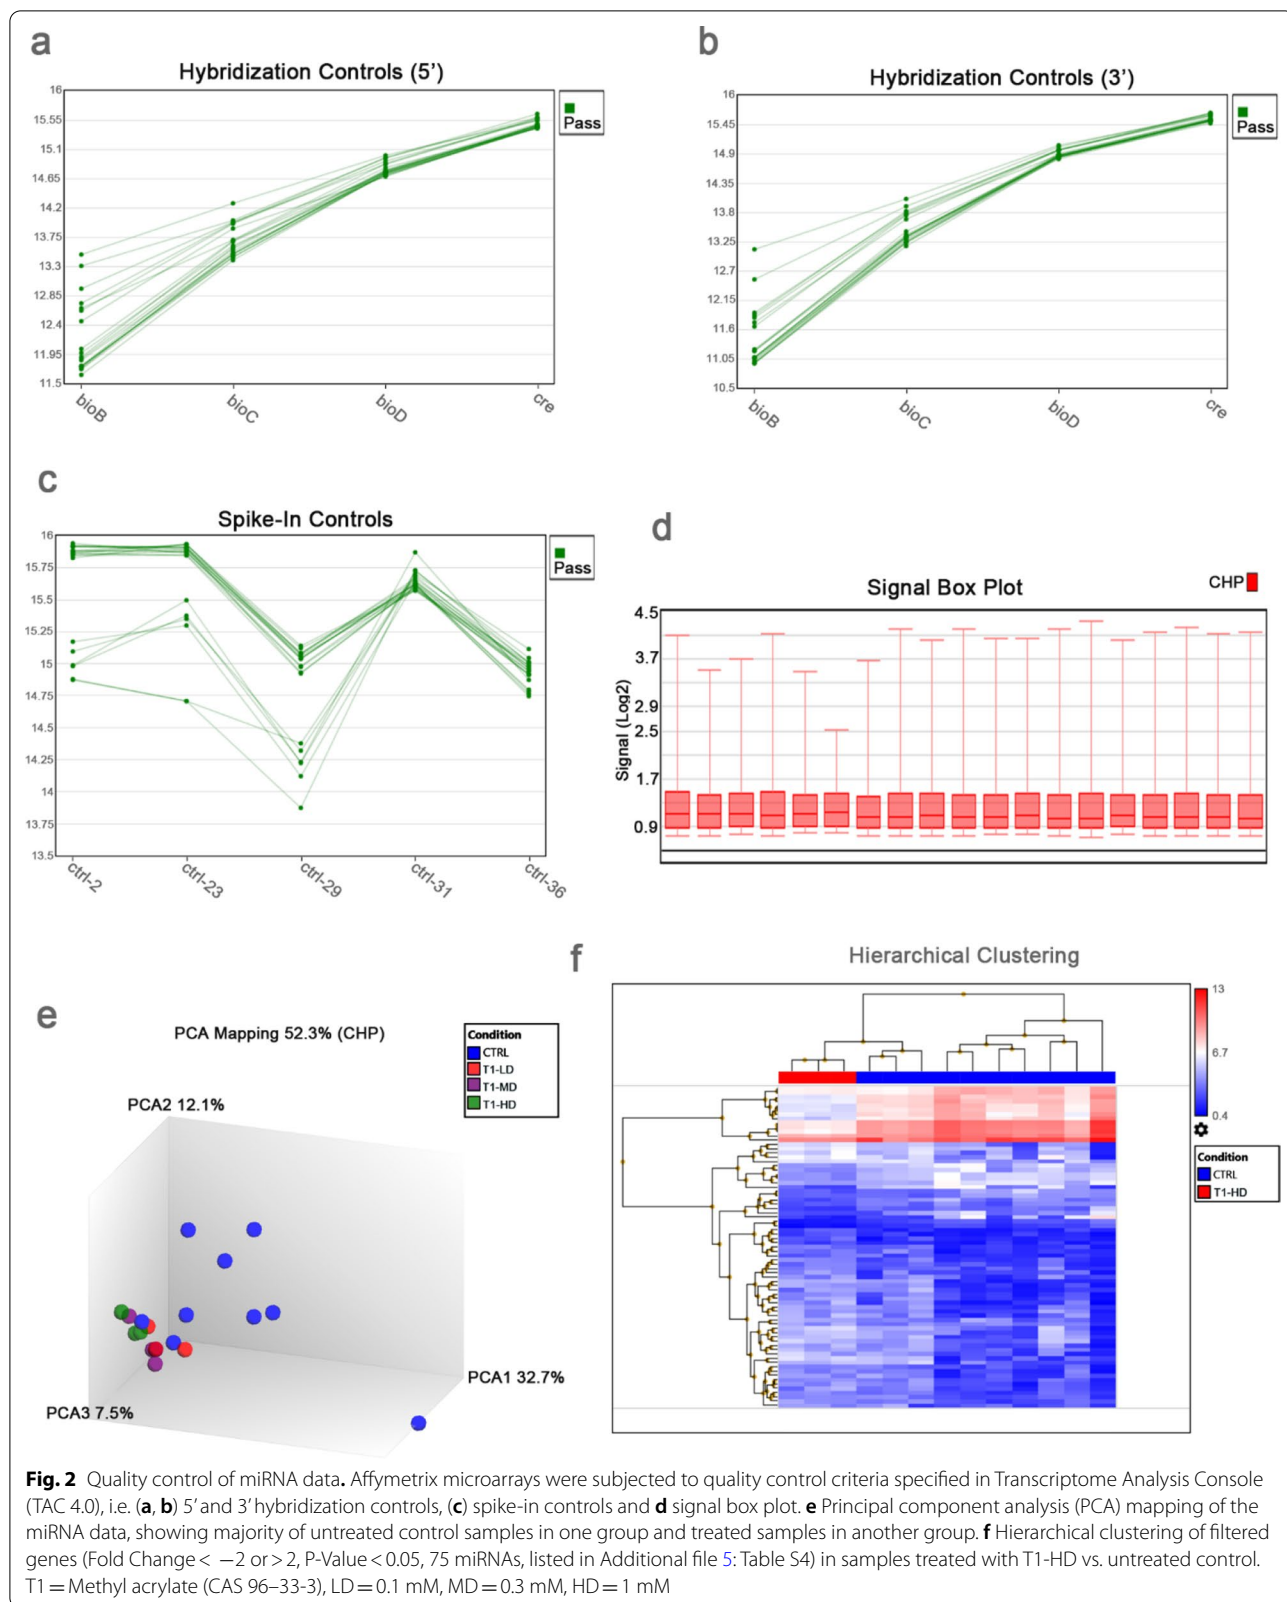 a
Hybridization Controls (5')
16
15.55
15.1
14.65
14.2
13.75
13.3
12.85
12.4
11.95
11.5
bioB
bioC
bioD
cre
Pass
b
Hybridization Controls (3')
16
15.45
14.9
14.35
13.8
13.25
12.7
12.15
11.6
11.05
10.5
bioB
bioC
bioD
cre
Pass
c
Spike-In Controls
16
15.75
15.5
15.25
15
14.75
14.5
14.25
14
13.75
13.5
ctrl-2
ctrl-23
ctrl-29
ctrl-31
ctrl-36
Pass
d
Signal Box Plot
CHP
Signal (Log2)
4.5
3.7
2.9
2.5
1.7
0.9
e
PCA Mapping 52.3% (CHP)
Condition
CTRL
T1-LD
T1-MD
T1-HD
PCA2 12.1%
PCA1 32.7%
PCA3 7.5%
f
Hierarchical Clustering
13
6.7
0.4
Condition
CTRL
T1-HD
Fig. 2 Quality control of miRNA data. Affymetrix microarrays were subjected to quality control criteria specified in Transcriptome Analysis Console
(TAC 4.0), i.e. (a, b) 5′ and 3′ hybridization controls, (c) spike-in controls and d signal box plot. e Principal component analysis (PCA) mapping of the
miRNA data, showing majority of untreated control samples in one group and treated samples in another group. f Hierarchical clustering of filtered
genes (Fold Change < −2 or > 2, P-Value < 0.05, 75 miRNAs, listed in Additional file 5: Table S4) in samples treated with T1-HD vs. untreated control.
T1 = Methyl acrylate (CAS 96–33-3), LD = 0.1 mM, MD = 0.3 mM, HD = 1 mM